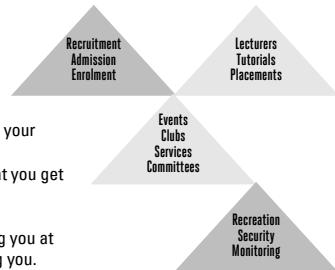 Recruitment
Admission
Enrolment
Lecturers
Tutorials
Placements
your
t you get
g you at
g you.
Events
Clubs
Services
Committees
Recreation
Security
Monitoring